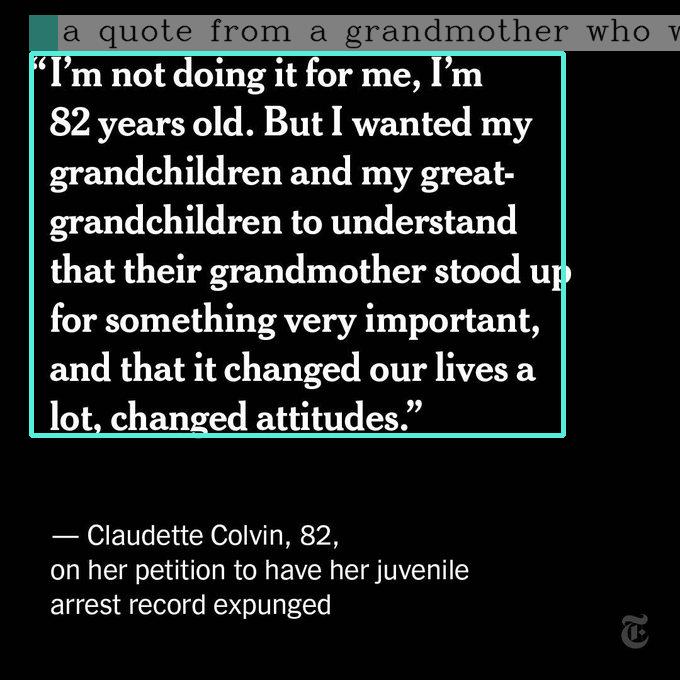 a quote from a grandmother who w
“I’m not doing it for me, I’m
82 years old. But I wanted my
grandchildren and my great-
grandchildren to understand
that their grandmother stood up
for something very important,
and that it changed our lives a
lot, changed attitudes.”
— Claudette Colvin, 82,
on her petition to have her juvenile
arrest record expunged
T